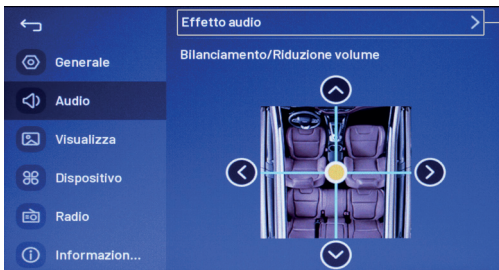 Effetto audio
Bilanciamento/Riduzione volume
Generale
Audio
Visualizza
Dispositivo
Radio
Informazion...